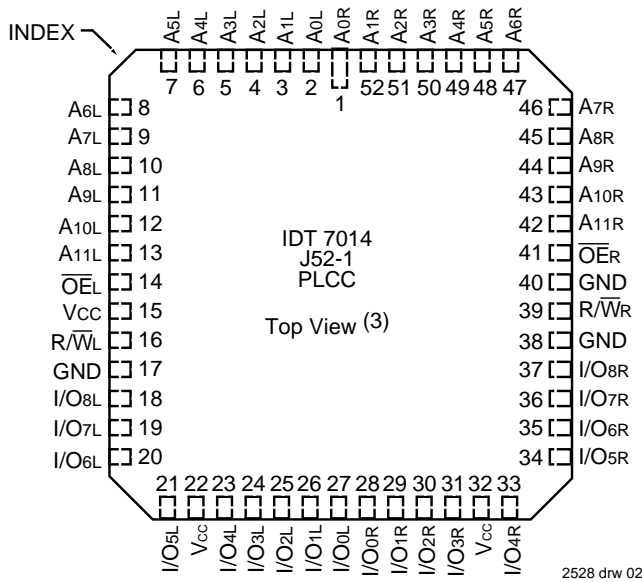 INDEX
A5L A4L A3L A2L A1L A0L A0R A1R A2R A3R A4R A5R A6R
7 6 5 4 3 2 1 52 51 50 49 48 47
A6L 8
A7L 9
A8L 10
A9L 11
A10L 12
A11L 13
O̅E̅L 14
VCC 15
R/W̅L 16
GND 17
I/O8L 18
I/O7L 19
I/O6L 20
IDT 7014
J52-1
PLCC
Top View (3)
46 A7R
45 A8R
44 A9R
43 A10R
42 A11R
41 O̅E̅R
40 GND
39 R/W̅R
38 GND
37 I/O8R
36 I/O7R
35 I/O6R
34 I/O5R
21 22 23 24 25 26 27 28 29 30 31 32 33
I/O5L Vcc I/O4L I/O3L I/O2L I/O1L I/O0L I/O0R I/O1R I/O2R I/O3R Vcc I/O4R
2528 drw 02